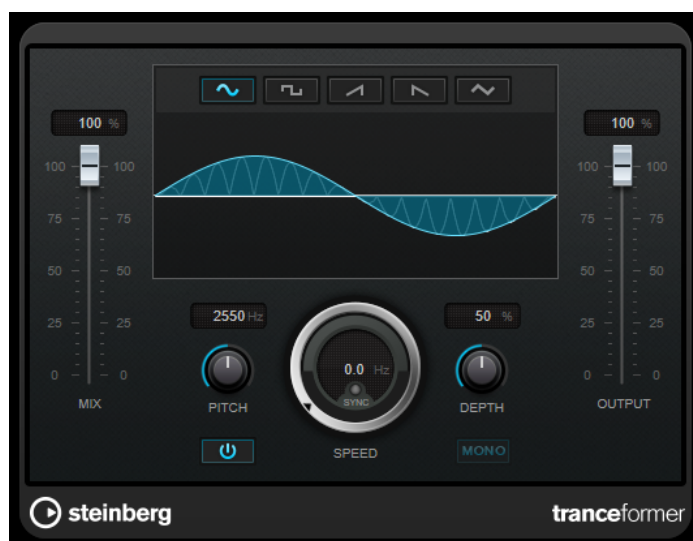 100 %
100 %
100 100
100 100
75 75
75 75
50 50
50 50
25 25
25 25
0 0
0 0
MIX
OUTPUT
2550 Hz
50 %
0.0 Hz
SYNC
PITCH
DEPTH
SPEED
MONO
steinberg
tranceformer